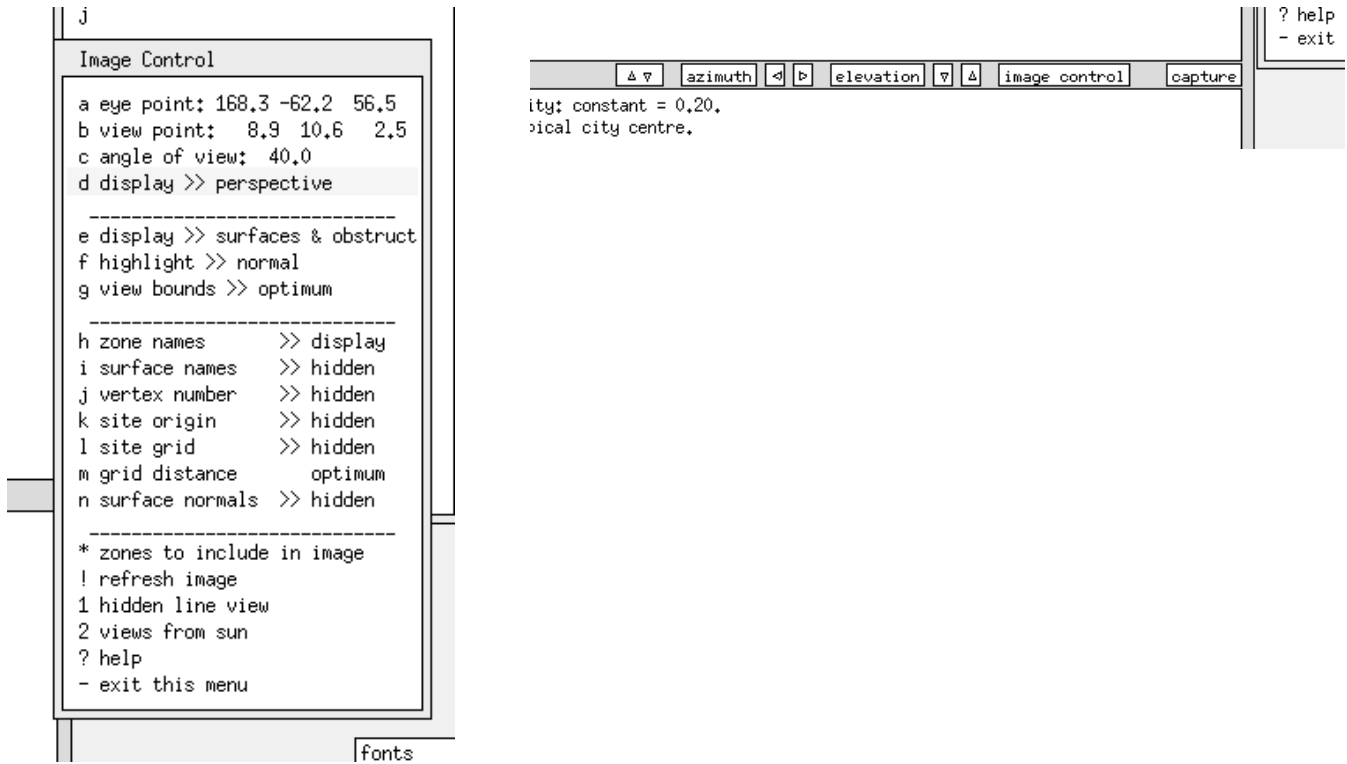 j
Image Control
a eye point: 168.3 -62.2 56.5
b view point: 8.9 10.6 2.5
c angle of view: 40.0
d display >> perspective
e display >> surfaces & obstruct
f highlight >> normal
g view bounds >> optimum
h zone names >> display
i surface names >> hidden
j vertex number >> hidden
k site origin >> hidden
l site grid >> hidden
m grid distance optimum
n surface normals >> hidden
* zones to include in image
! refresh image
1 hidden line view
2 views from sun
? help
- exit this menu
fonts
? help
- exit
azimuth elevation image control capture
ity: constant = 0.20.
pical city centre.